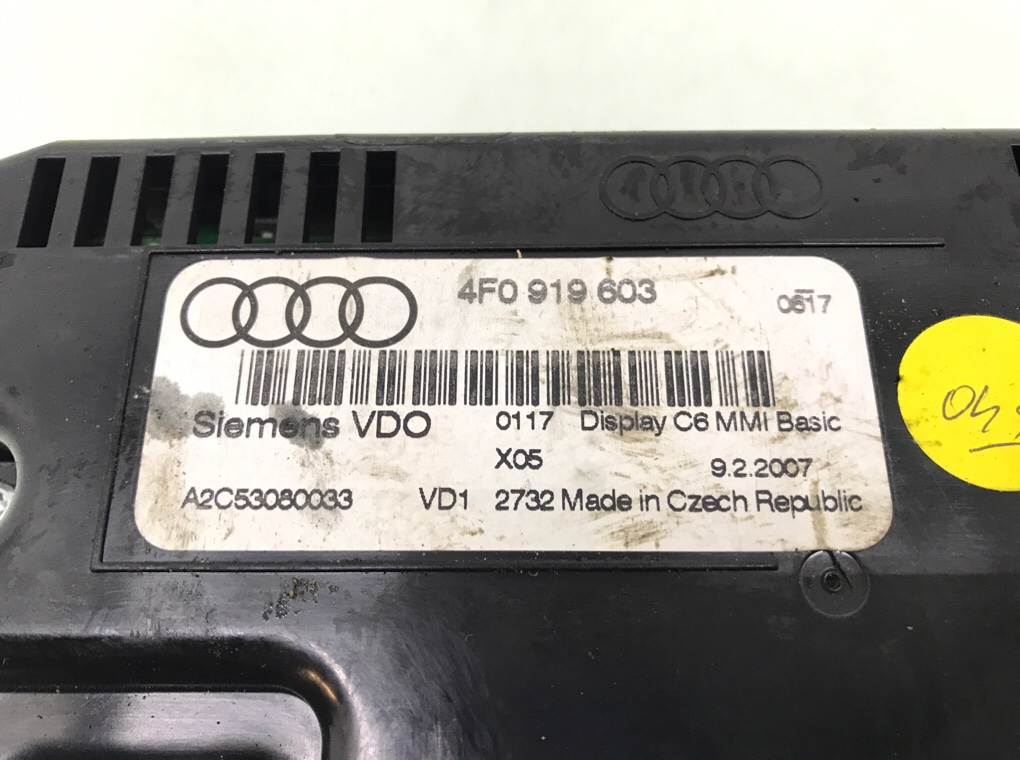 4F0 919 603
0617
Siemens VDO 0117 Display C6 MMI Basic
X05 9.2.2007
A2C53080033 VD1 2732 Made in Czech Republic
04